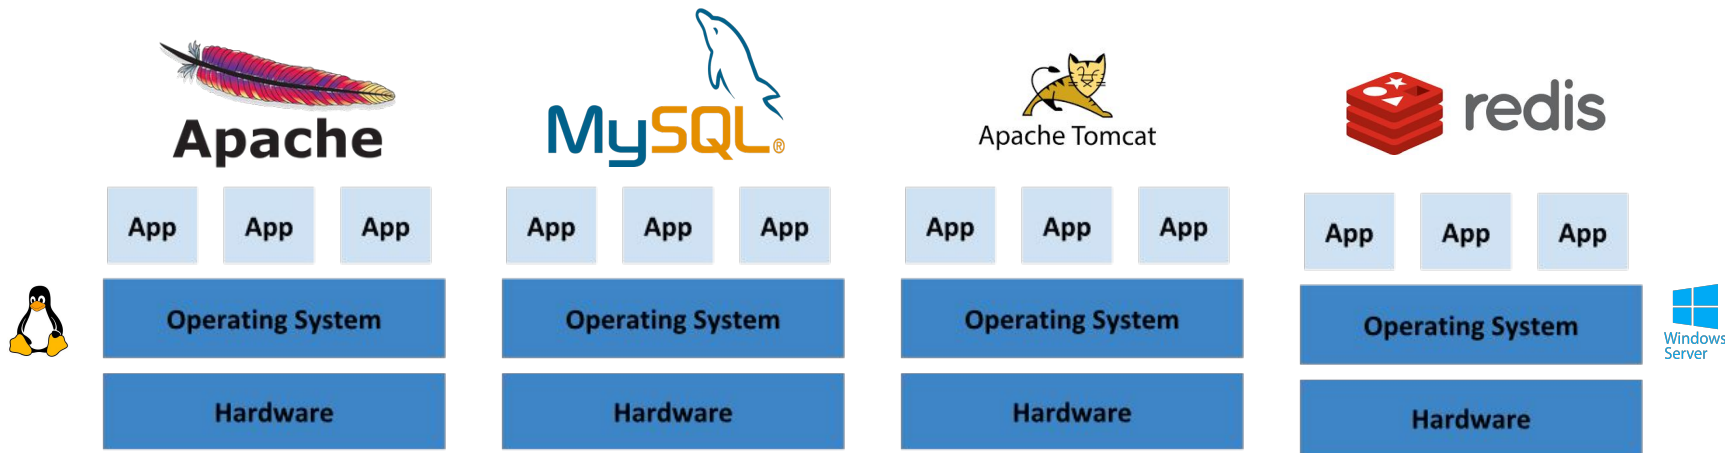 Apache
MySQL®
Apache Tomcat
redis
App App App
App App App
App App App
App App App
Operating System
Operating System
Operating System
Operating System
Windows
Server
Hardware
Hardware
Hardware
Hardware